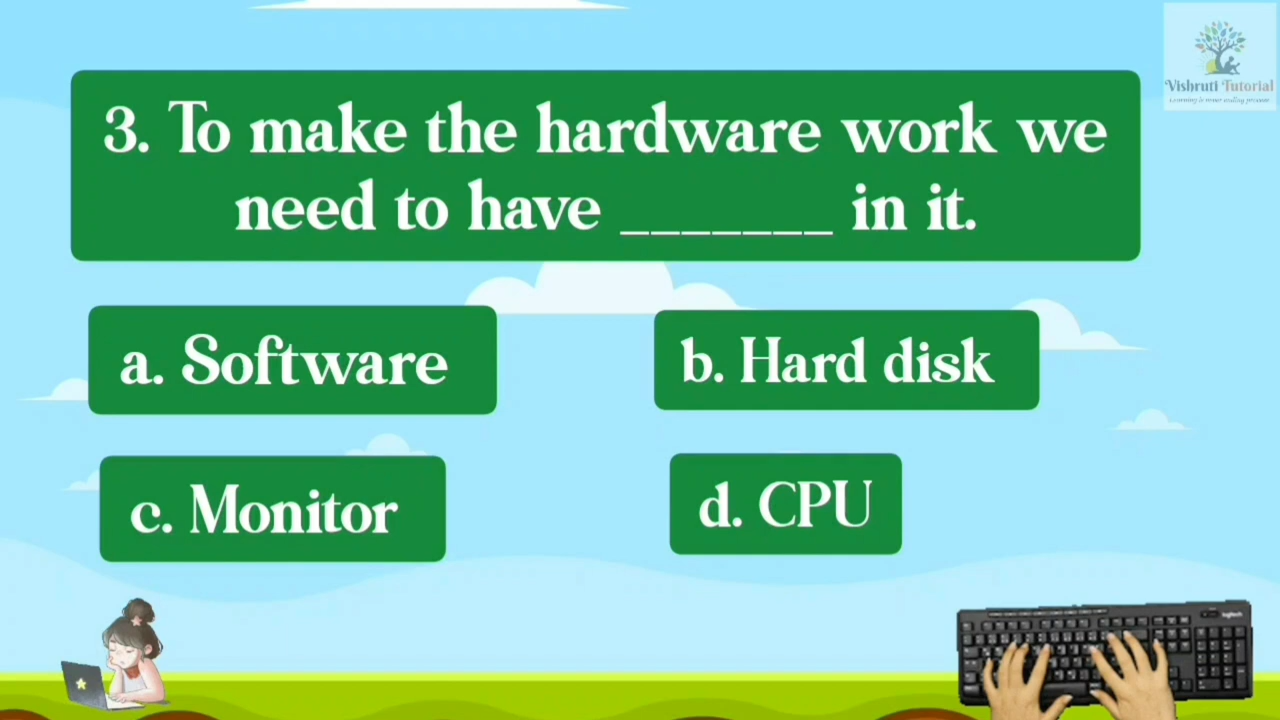 3. To make the hardware work we
need to have _______ in it.
a. Software
b. Hard disk
c. Monitor
d. CPU
Vishruti Tutorial